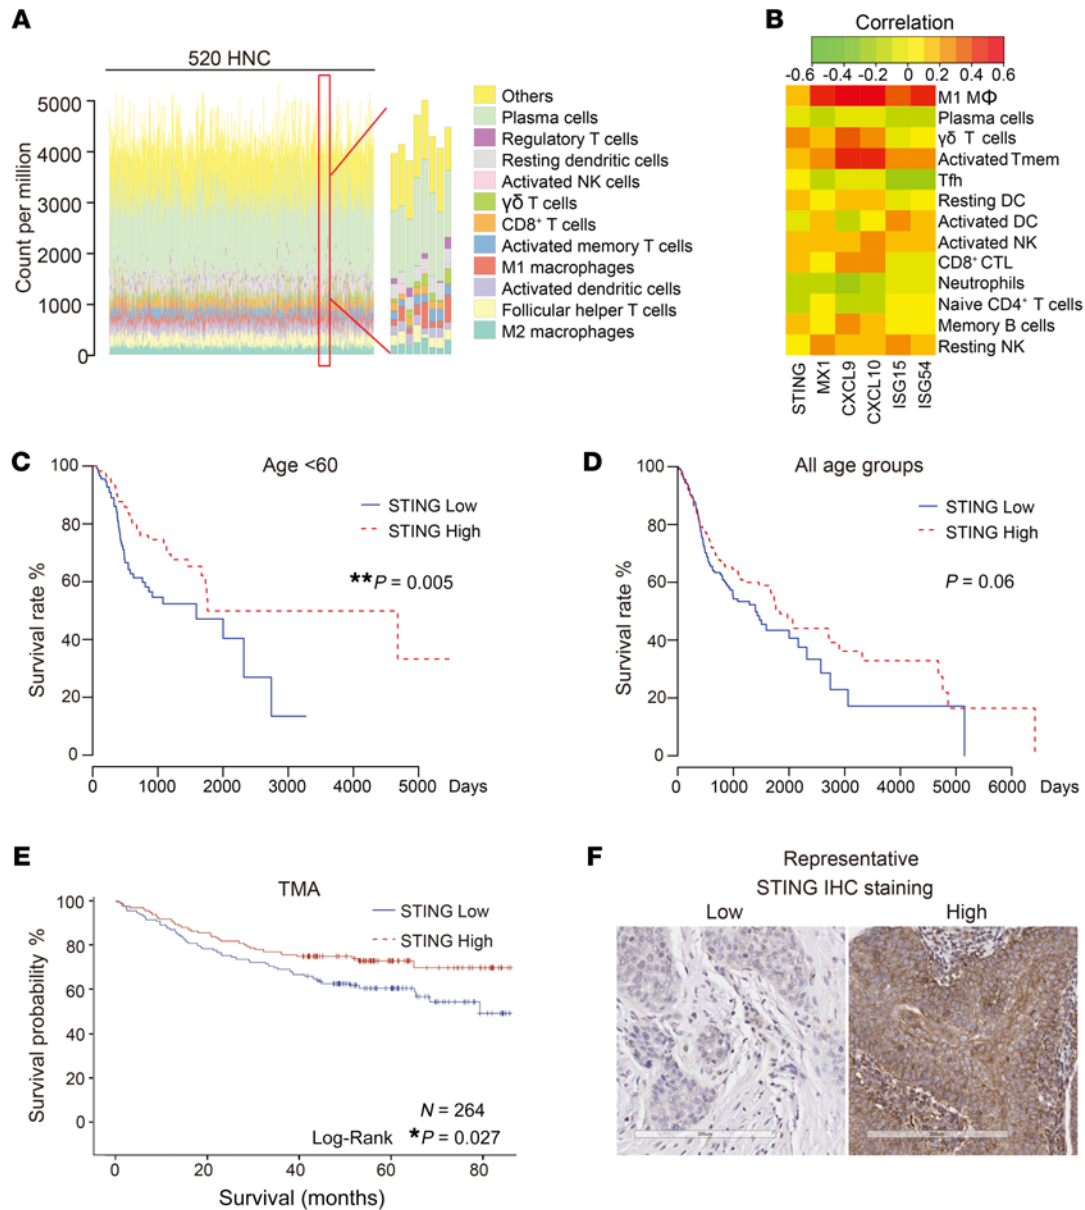 A
520 HNC
Count per million
5000
4000
3000
2000
1000
0
Others
Plasma cells
Regulatory T cells
Resting dendritic cells
Activated NK cells
γδ T cells
CD8⁺ T cells
Activated memory T cells
M1 macrophages
Activated dendritic cells
Follicular helper T cells
M2 macrophages
B
Correlation
-0.6 -0.4 -0.2 0 0.2 0.4 0.6
M1 MΦ
Plasma cells
γδ T cells
Activated Tmem
Tfh
Resting DC
Activated DC
Activated NK
CD8⁺ CTL
Neutrophils
Naive CD4⁺ T cells
Memory B cells
Resting NK
STING
MX1
CXCL9
CXCL10
ISG15
ISG54
C
Age <60
STING Low
STING High
**P = 0.005
Survival rate %
100
80
60
40
20
0
0 1000 2000 3000 4000 5000 Days
D
All age groups
STING Low
STING High
P = 0.06
Survival rate %
100
80
60
40
20
0
0 1000 2000 3000 4000 5000 6000 Days
E
TMA
STING Low
STING High
Survival probability %
100
80
60
40
20
0
N = 264
Log-Rank *P = 0.027
0 20 40 60 80
Survival (months)
F
Representative
STING IHC staining
Low High